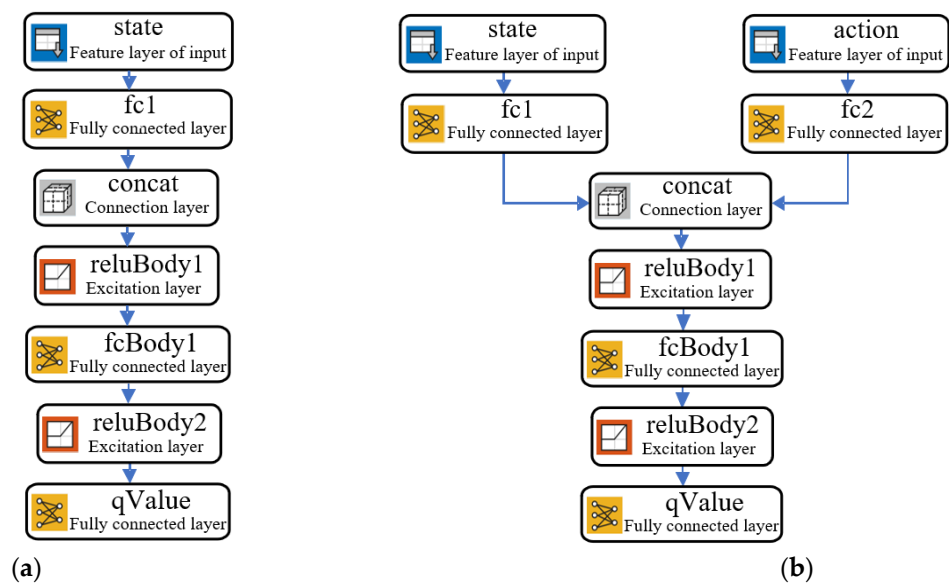 state
Feature layer of input
fc1
Fully connected layer
concat
Connection layer
reluBody1
Excitation layer
fcBody1
Fully connected layer
reluBody2
Excitation layer
qValue
Fully connected layer
(a)
state
Feature layer of input
fc1
Fully connected layer
action
Feature layer of input
fc2
Fully connected layer
concat
Connection layer
reluBody1
Excitation layer
fcBody1
Fully connected layer
reluBody2
Excitation layer
qValue
Fully connected layer
(b)